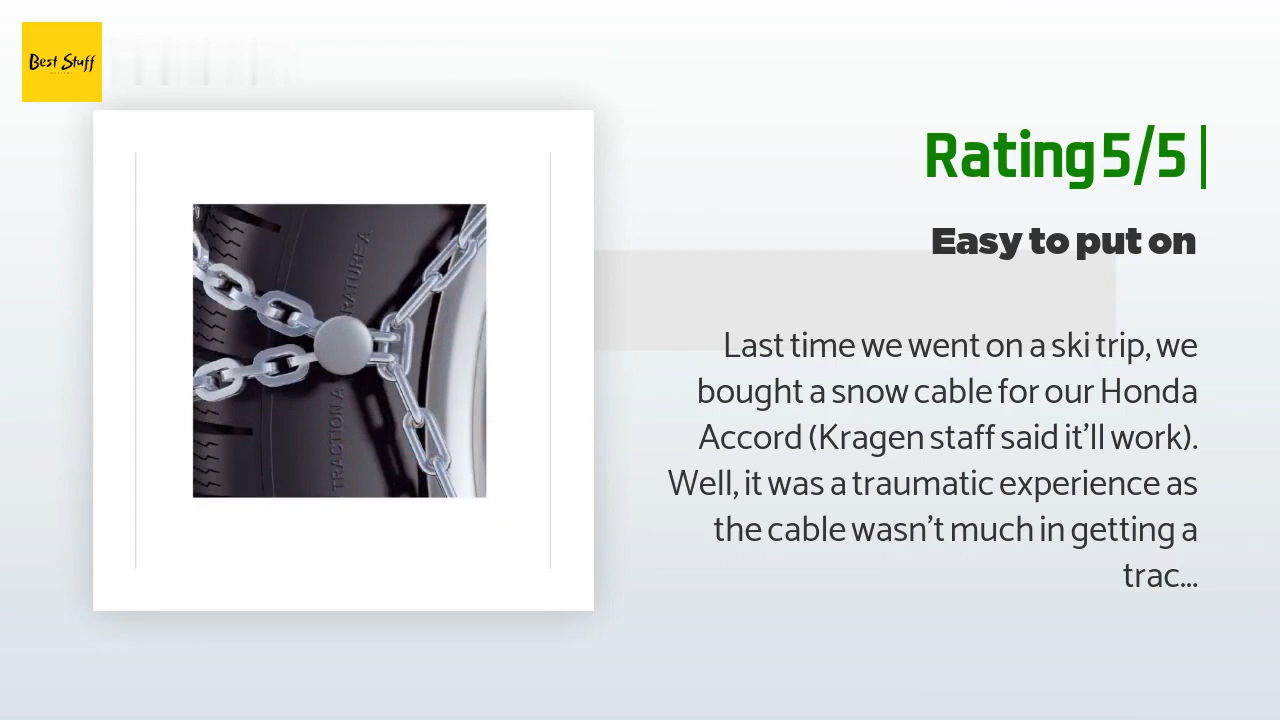 Best Stuff
Rating 5/5 |
Easy to put on
Last time we went on a ski trip, we
bought a snow cable for our Honda
Accord (Kragen staff said it'll work).
Well, it was a traumatic experience as
the cable wasn't much in getting a
trac...
RATURE A
TRACTION A